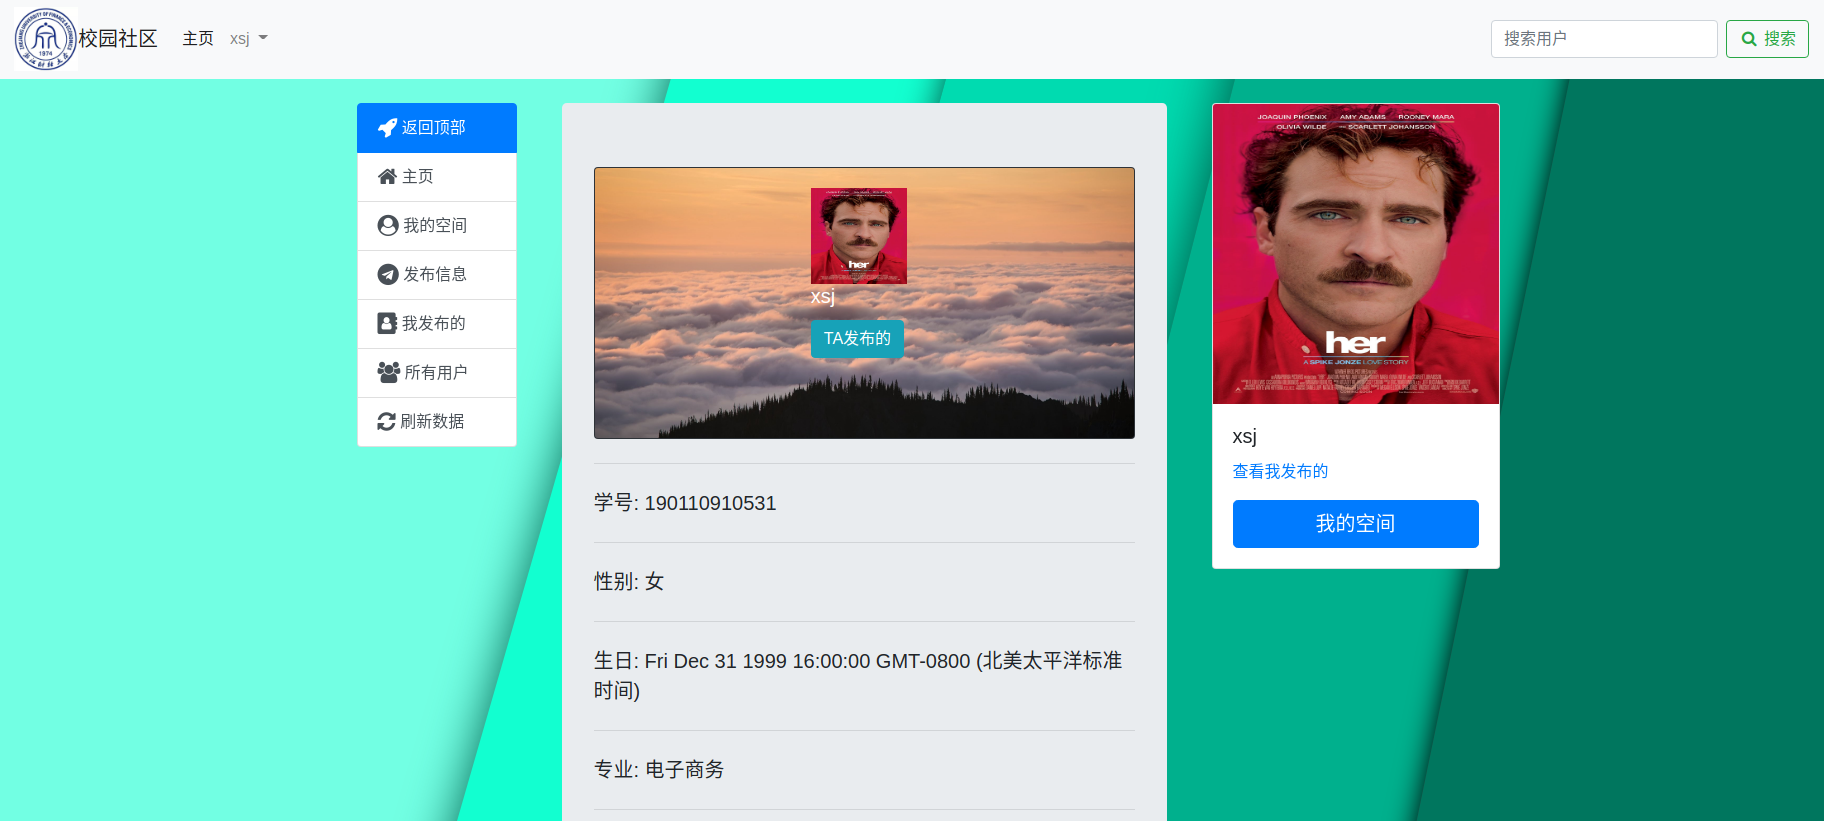 校园社区
主页
xsj
搜索用户
搜索
返回顶部
主页
我的空间
发布信息
我发布的
所有用户
刷新数据
her
xsj
TA发布的
学号: 190110910531
性别: 女
生日: Fri Dec 31 1999 16:00:00 GMT-0800 (北美太平洋标准
时间)
专业: 电子商务
JOAQUIN PHOENIX AMY ADAMS ROONEY MARA
OLIVIA WILDE AND SCARLETT JOHANSSON
her
A SPIKE JONZE LOVE STORY
xsj
查看我发布的
我的空间